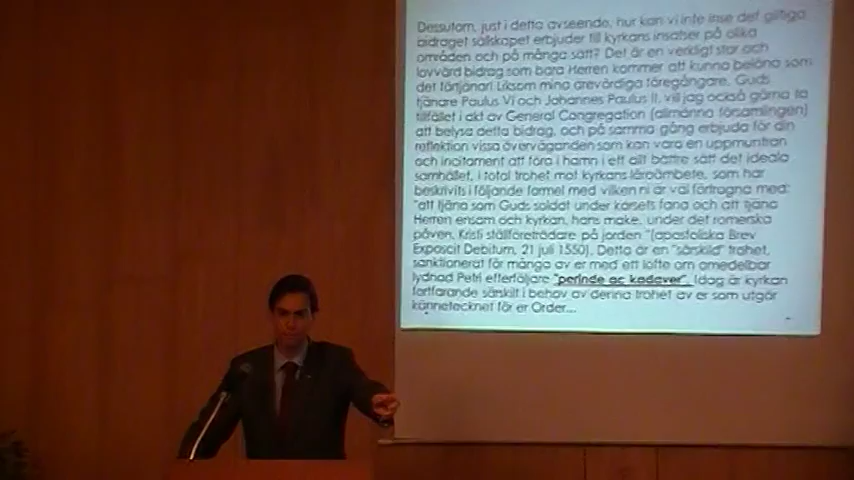 Dessutom, just i detta avseende, hur kan vi inte inse det giltiga
bidraget sällskapet erbjuder till kyrkans insatser på olika
områden och på många sätt? Det är en verkligt stor och
lovvärd bidrag som bara Herren kommer att kunna belöna som
det förtjänar! Liksom mina ärevördiga föregångare, Guds
tjänare Paulus VI och Johannes Paulus II, vill jag också gärna ta
tillfället i akt av General Congregation (allmänna församlingen)
att belysa detta bidrag, och på samma gång erbjuda för din
reflektion vissa överväganden som kan vara en uppmuntran
och incitament att föra i hamn i ett allt bättre sätt det ideala
samhället, i total trohet mot kyrkans läroämbete, som har
beskrivits i följande formel med vilken ni är väl förtrogna med:
"att tjäna som Guds soldat under korsets fana och att tjäna
Herren ensam och kyrkan, hans make, under det romerska
påven, Kristi ställföreträdare på jorden "(apostoliska Brev
Exposcit Debitum, 21 juli 1550). Detta är en "särskild" trohet,
sanktionerat för många av er med ett löfte om omedelbar
lydnad Petri efterföljare "perinde ac kadaver". Idag är kyrkan
fortfarande särskilt i behov av denna trohet av er som utgör
kännetecknet för er Order...